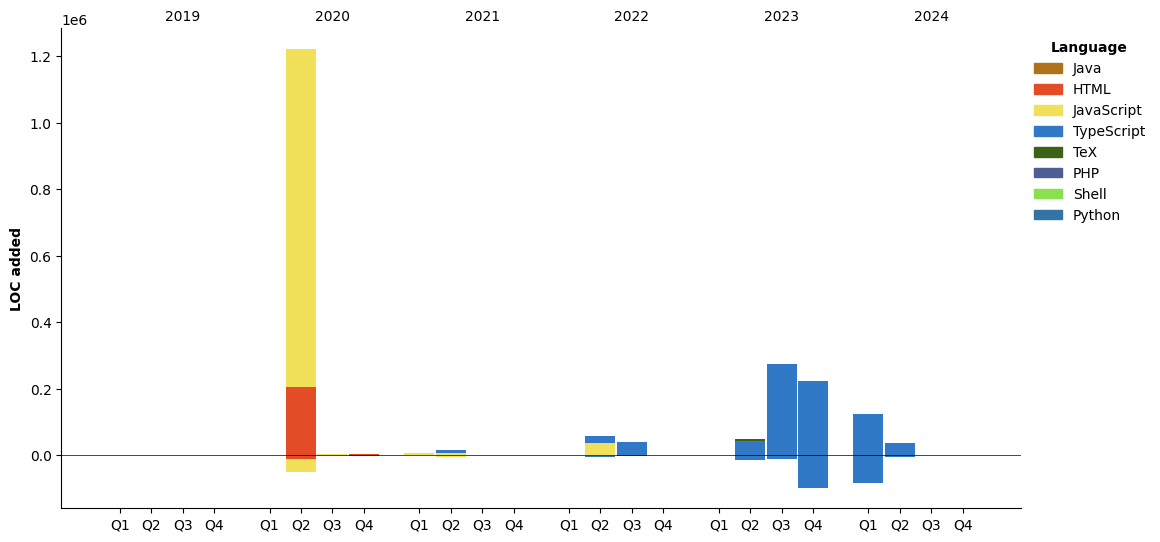 1e6
2019 2020 2021 2022 2023 2024
Language
Java
HTML
JavaScript
TypeScript
TeX
PHP
Shell
Python
LOC added
1.2
1.0
0.8
0.6
0.4
0.2
0.0
Q1 Q2 Q3 Q4 Q1 Q2 Q3 Q4 Q1 Q2 Q3 Q4 Q1 Q2 Q3 Q4 Q1 Q2 Q3 Q4 Q1 Q2 Q3 Q4